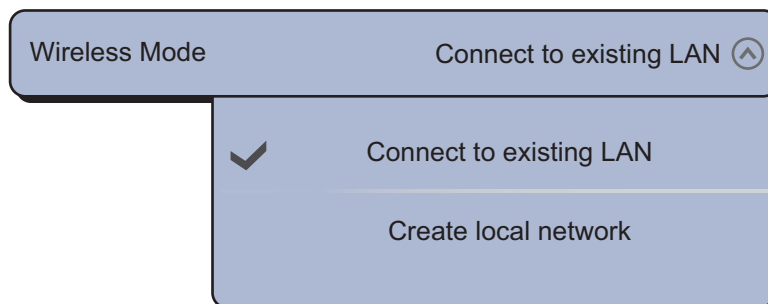 Wireless Mode Connect to existing LAN
Connect to existing LAN
Create local network